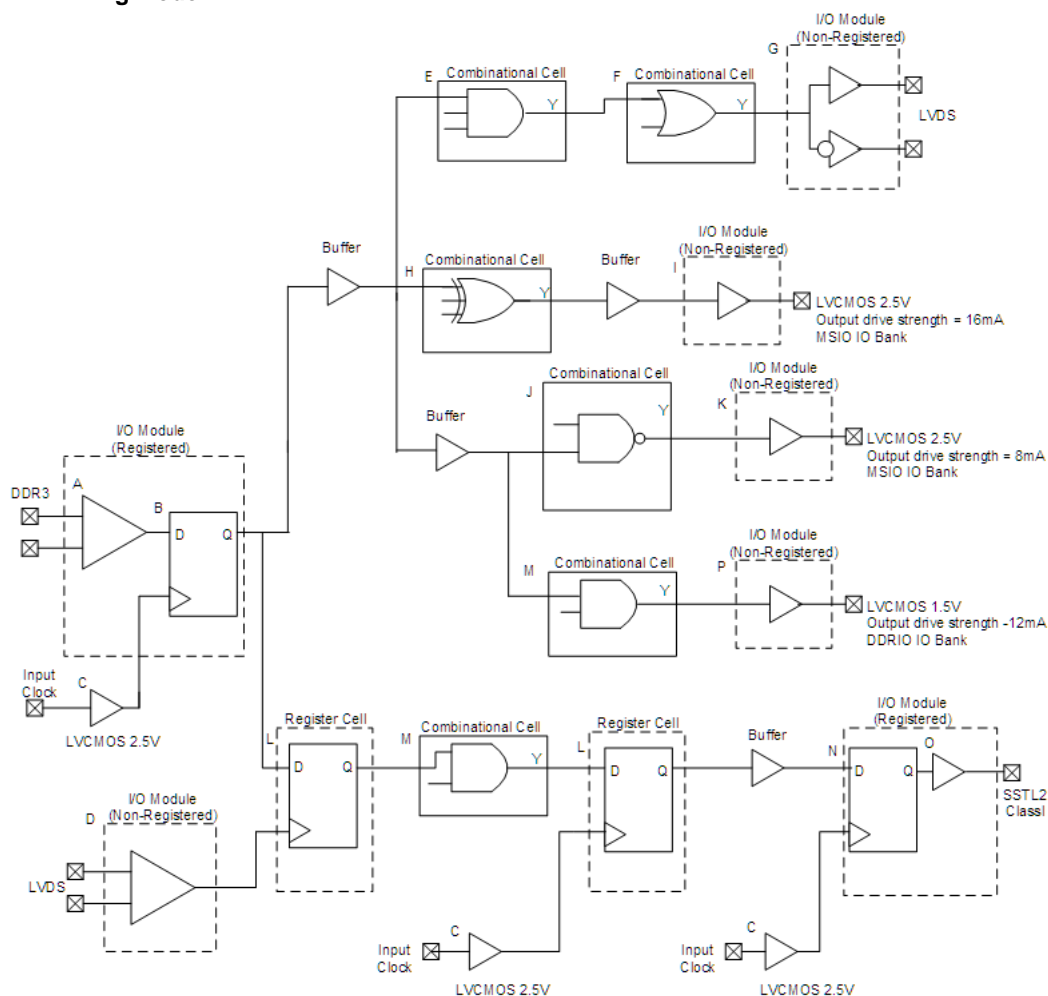 I/O Module
(Non-Registered)
G
E
Combinational Cell
Y
F
Combinational Cell
Y
LVDS
I/O Module
(Non-Registered)
Buffer
H
Combinational Cell
Y
Buffer
I
LVCMOS 2.5V
Output drive strength = 16mA
MSIO IO Bank
Combinational Cell
J
Y
I/O Module
(Non-Registered)
K
Buffer
LVCMOS 2.5V
Output drive strength = 8mA
MSIO IO Bank
I/O Module
(Registered)
A
DDR3
B
D
Q
I/O Module
(Non-Registered)
Combinational Cell
M
Y
P
LVCMOS 1.5V
Output drive strength -12mA
DDRIO IO Bank
Input
Clock
C
LVCMOS 2.5V
Register Cell
L
D
Q
Combinational Cell
M
Y
Register Cell
L
D
Q
Buffer
I/O Module
(Registered)
N
D
Q
O
SSTL2
ClassI
I/O Module
(Non-Registered)
D
LVDS
Input
Clock
C
LVCMOS 2.5V
Input
Clock
C
LVCMOS 2.5V